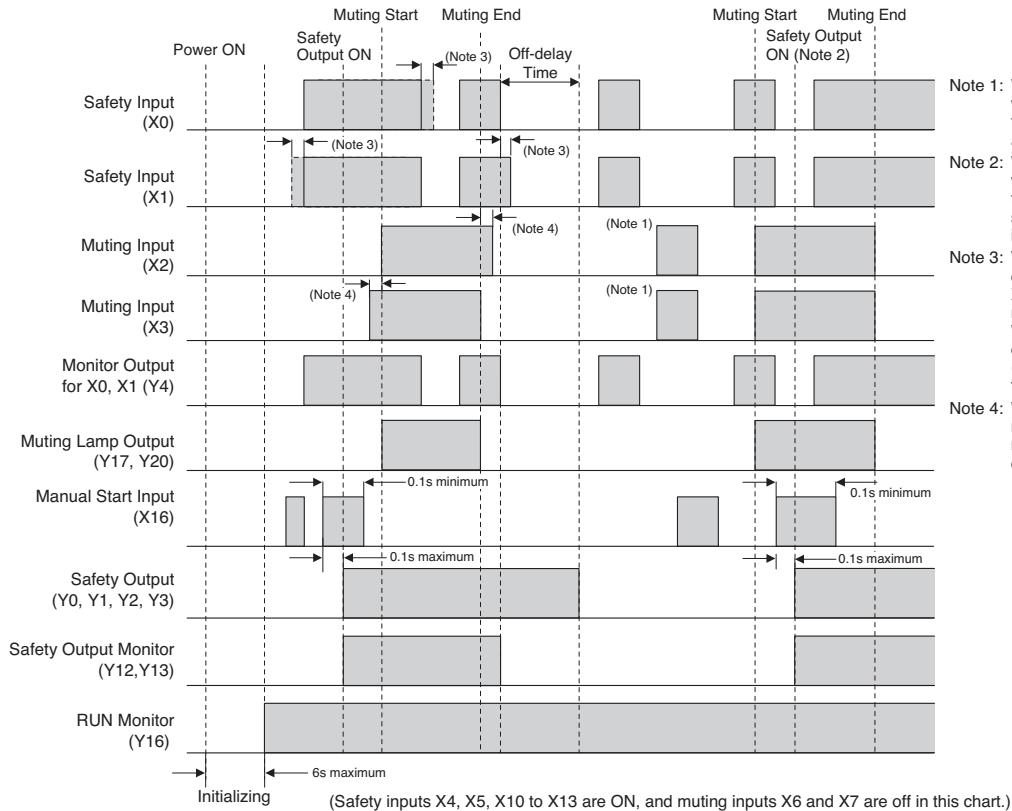 Muting Start
Muting End
Muting Start
Muting End
Power ON
Safety
Output ON
(Note 3)
Off-delay
Time
Safety Output
ON (Note 2)
Safety Input
(X0)
Note 1:
(Note 3)
(Note 3)
Safety Input
(X1)
Note 2:
(Note 4)
Muting Input
(X2)
(Note 1)
Note 3:
(Note 4)
Muting Input
(X3)
(Note 1)
Monitor Output
for X0, X1 (Y4)
Note 4:
Muting Lamp Output
(Y17, Y20)
Manual Start Input
(X16)
0.1s minimum
0.1s minimum
0.1s maximum
0.1s maximum
Safety Output
(Y0, Y1, Y2, Y3)
Safety Output Monitor
(Y12,Y13)
RUN Monitor
(Y16)
6s maximum
Initializing
(Safety inputs X4, X5, X10 to X13 are ON, and muting inputs X6 and X7 are off in this chart.)